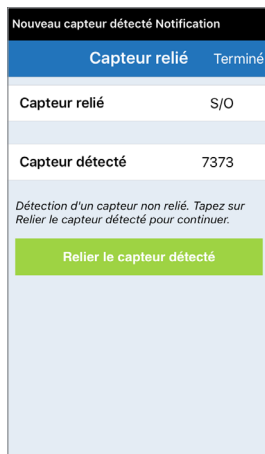 Nouveau capteur détecté Notification
Capteur relié Terminé
Capteur relié S/O
Capteur détecté 7373
Détection d'un capteur non relié. Tapez sur
Relier le capteur détecté pour continuer.
Relier le capteur détecté